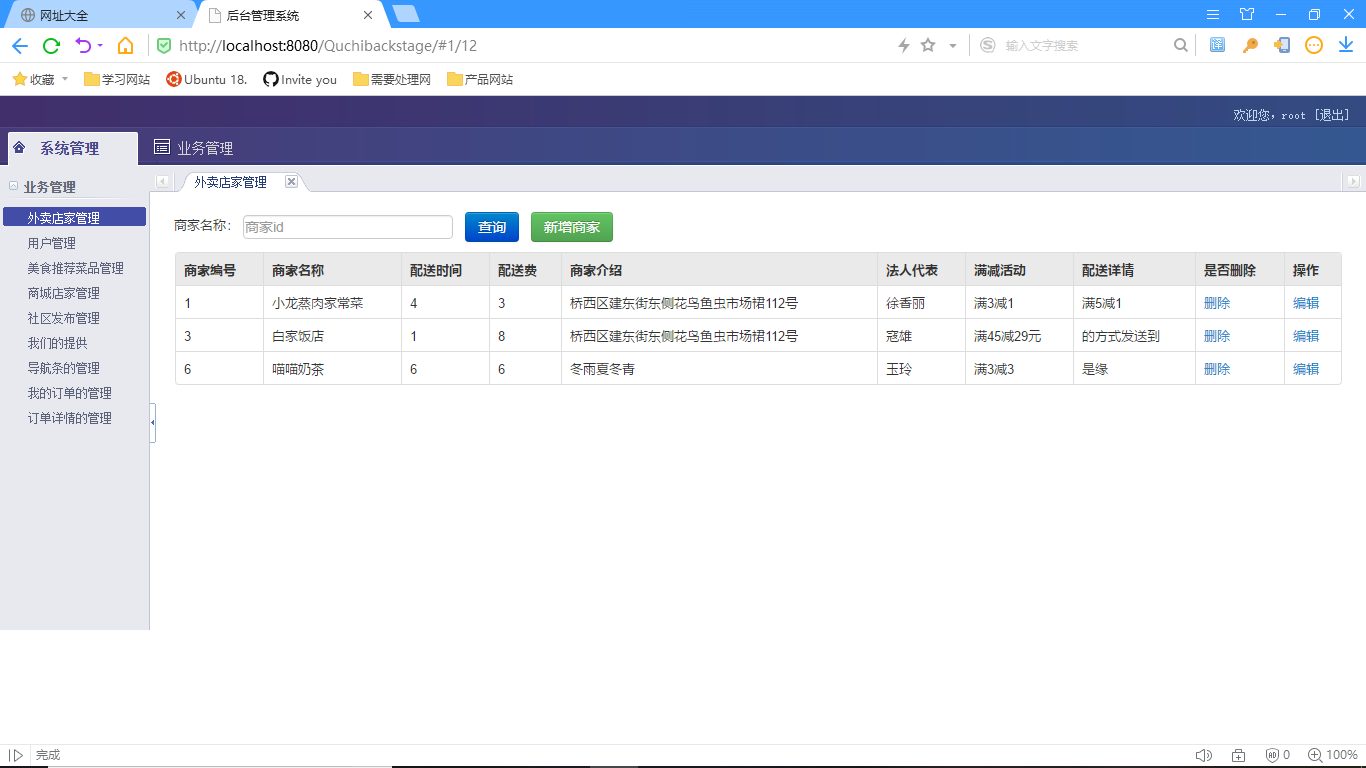 网址大全
后台管理系统
http://localhost:8080/Quchibackstage/#1/12
输入文字搜索
收藏 学习网站 Ubuntu 18. Invite you 需要处理网 产品网站
欢迎您，root [退出]
系统管理 业务管理
业务管理
外卖店家管理
用户管理
美食推荐菜品管理
商城店家管理
社区发布管理
我们的提供
导航条的管理
我的订单的管理
订单详情的管理
外卖店家管理
商家名称： 商家id 查询 新增商家
商家编号 商家名称 配送时间 配送费 商家介绍 法人代表 满减活动 配送详情 是否删除 操作
1 小龙蒸肉家常菜 4 3 桥西区建东街东侧花鸟鱼虫市场裙112号 徐香丽 满3减1 满5减1 删除 编辑
3 白家饭店 1 8 桥西区建东街东侧花鸟鱼虫市场裙112号 寇雄 满45减29元 的方式发送到 删除 编辑
6 喵喵奶茶 6 6 冬雨夏冬青 玉玲 满3减3 是缘 删除 编辑
完成
0 100%